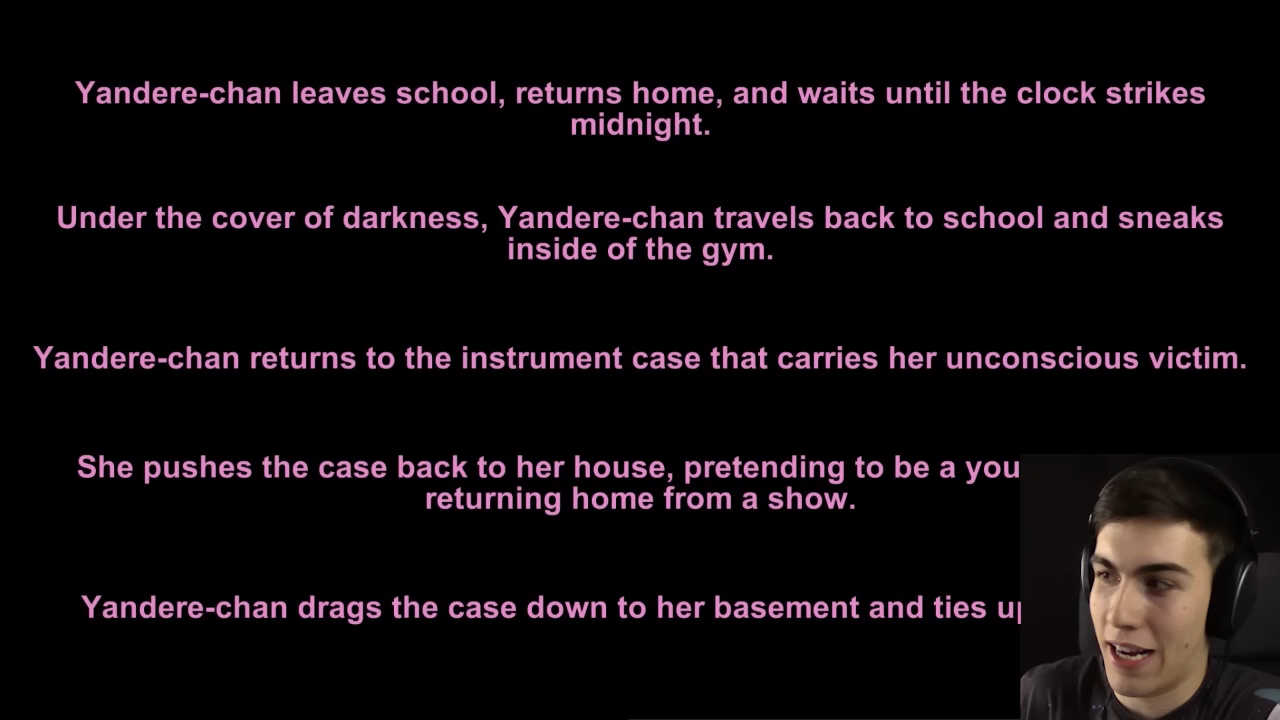 Yandere-chan leaves school, returns home, and waits until the clock strikes
midnight.
Under the cover of darkness, Yandere-chan travels back to school and sneaks
inside of the gym.
Yandere-chan returns to the instrument case that carries her unconscious victim.
She pushes the case back to her house, pretending to be a
returning home from a show.
Yandere-chan drags the case down to her basement and ties